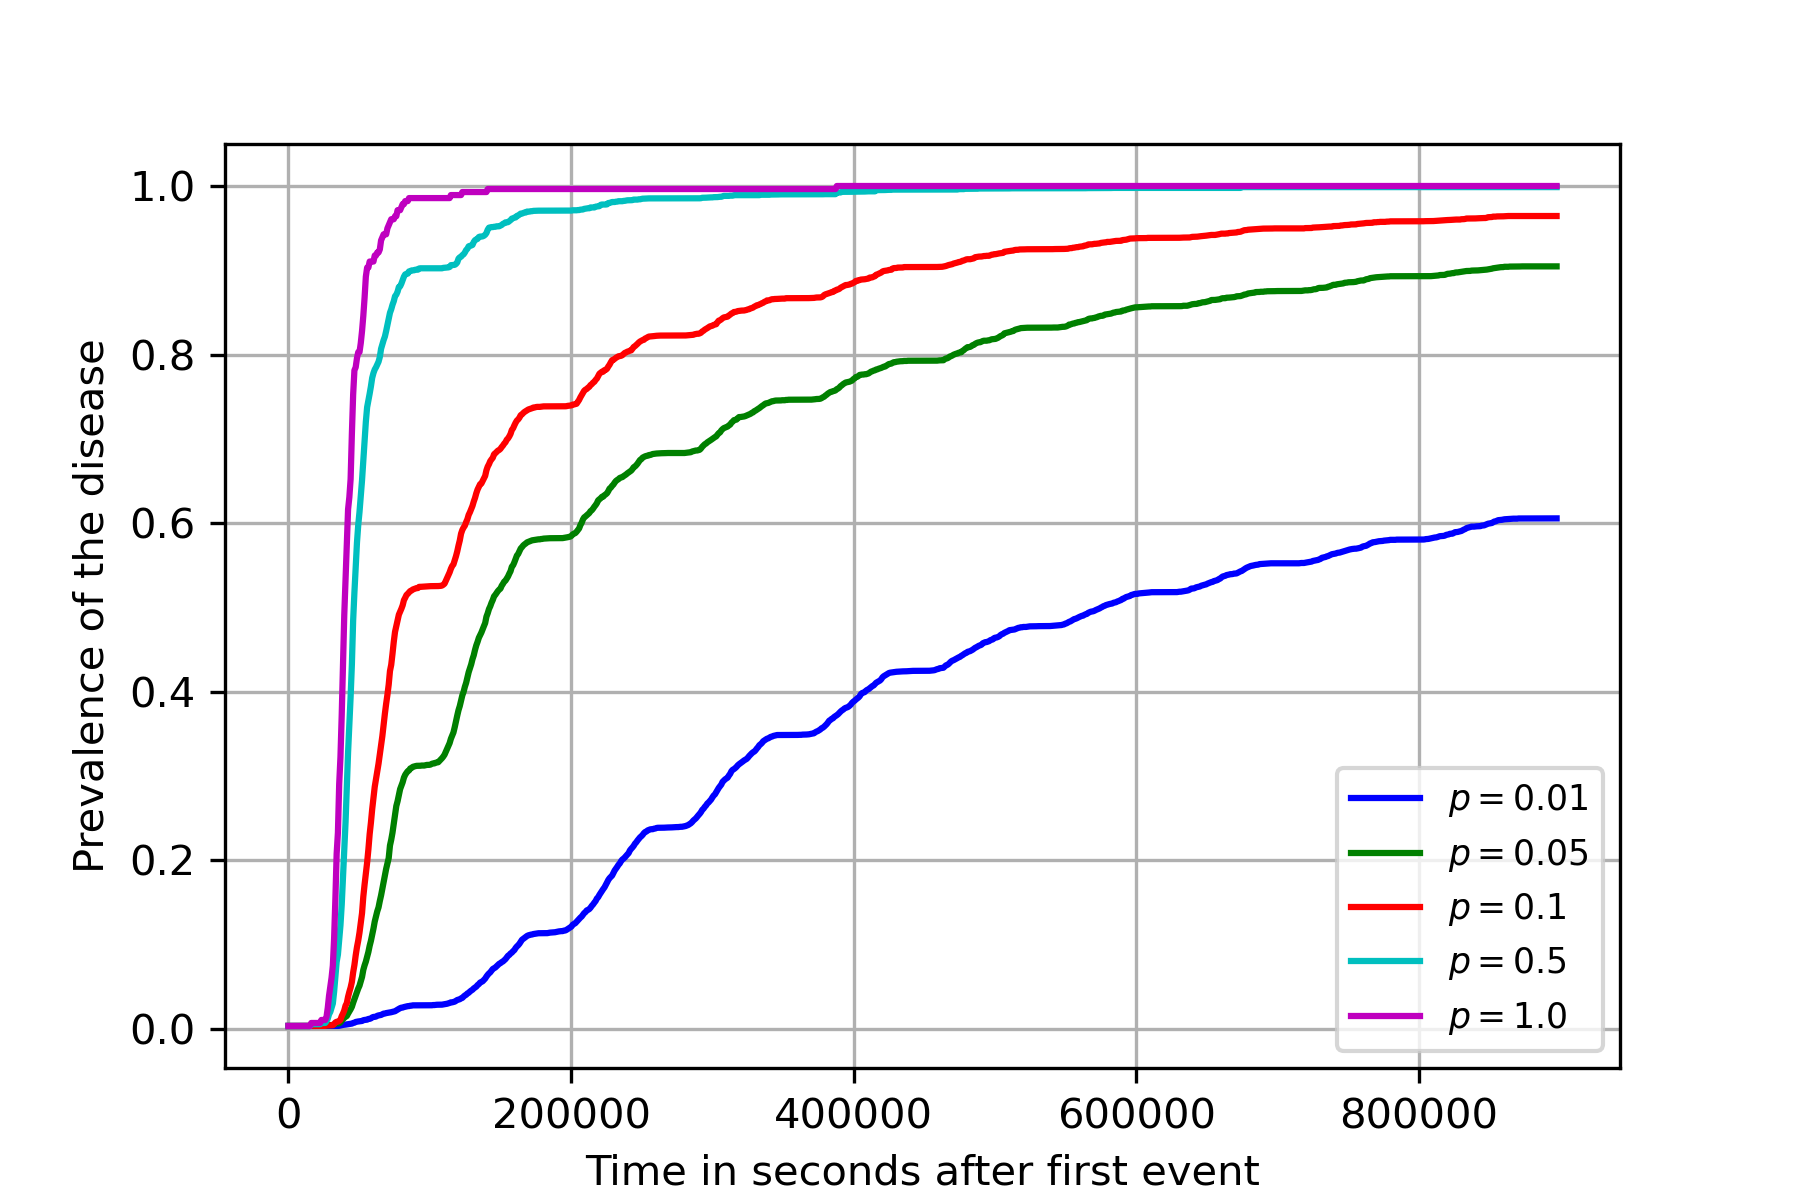 1.0
0.8
0.6
0.4
0.2
0.0
Prevalence of the disease
p = 0.01
p = 0.05
p = 0.1
p = 0.5
p = 1.0
0 200000 400000 600000 800000
Time in seconds after first event